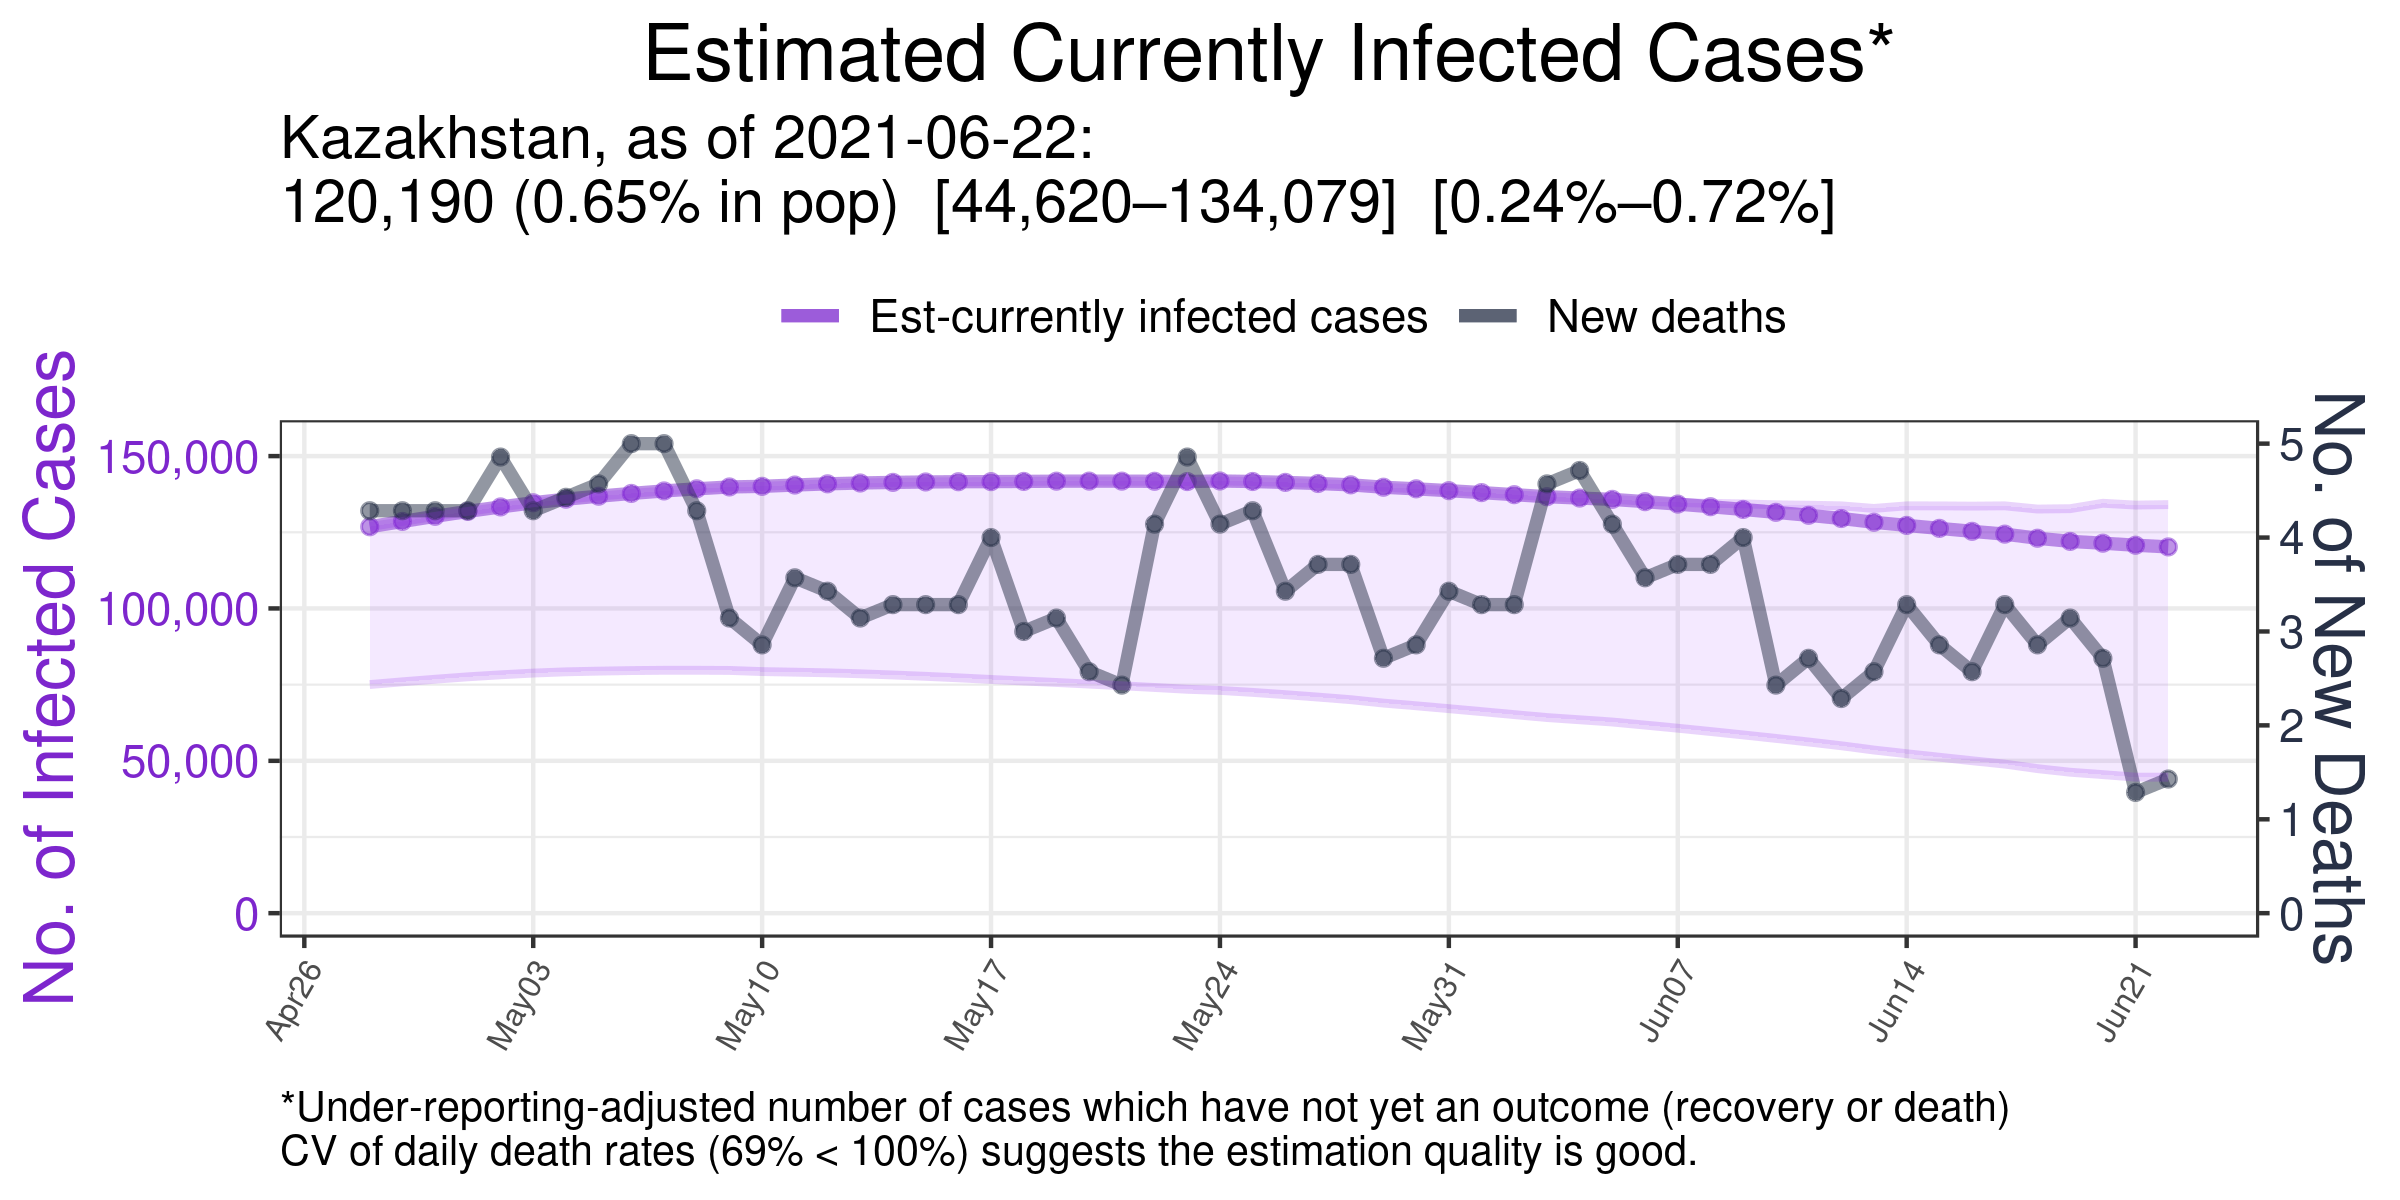 Estimated Currently Infected Cases*
Kazakhstan, as of 2021-06-22:
120,190 (0.65% in pop)  [44,620–134,079]  [0.24%–0.72%]
Est-currently infected cases
New deaths
No. of Infected Cases
150,000
100,000
50,000
0
5
4
3
2
1
0
No. of New Deaths
Apr26
May03
May10
May17
May24
May31
Jun07
Jun14
Jun21
*Under-reporting-adjusted number of cases which have not yet an outcome (recovery or death)
CV of daily death rates (69% < 100%) suggests the estimation quality is good.